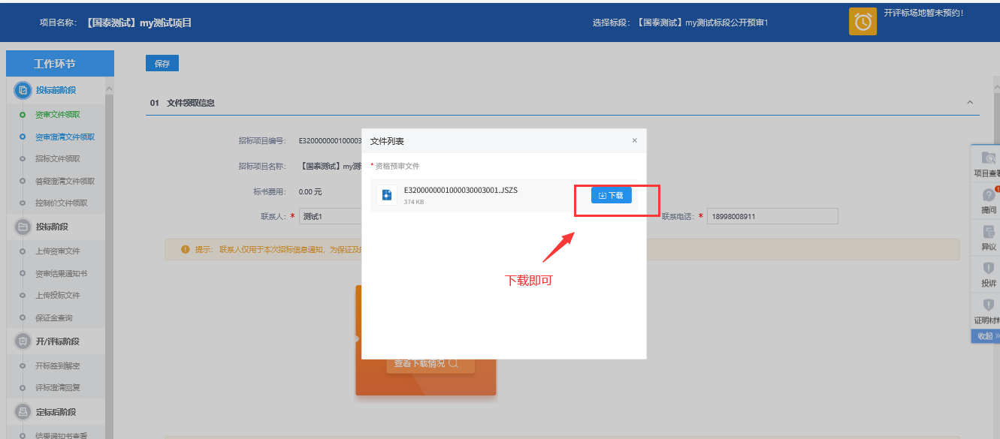 项目名称： 【国泰测试】my测试项目
选择标段： 【国泰测试】my测试标段公开预审1
开评标场地暂未预约！
工作环节
投标前阶段
资审文件领取
资审澄清文件领取
招标文件领取
答疑澄清文件领取
控制价文件领取
投标阶段
上传资审文件
资审结果通知书
上传投标文件
保证金查询
开/评标阶段
开标签到解密
评标澄清回复
定标后阶段
结果通知书查看
保存
01 文件领取信息
招标项目编号： E320000000100003
招标项目名称： 【国泰测试】my测
标书费用： 0.00 元
联系人： * 测试1
联系电话： * 18998008911
提示： 联系人仅用于本次招标信息通知，为保证及
文件列表
×
* 资格预审文件
E3200000001000030003001.JSZS
374 KB
下载
下载即可
查看下载情况
项目查看
1
提问
异议
投诉
证明材料
收起 »